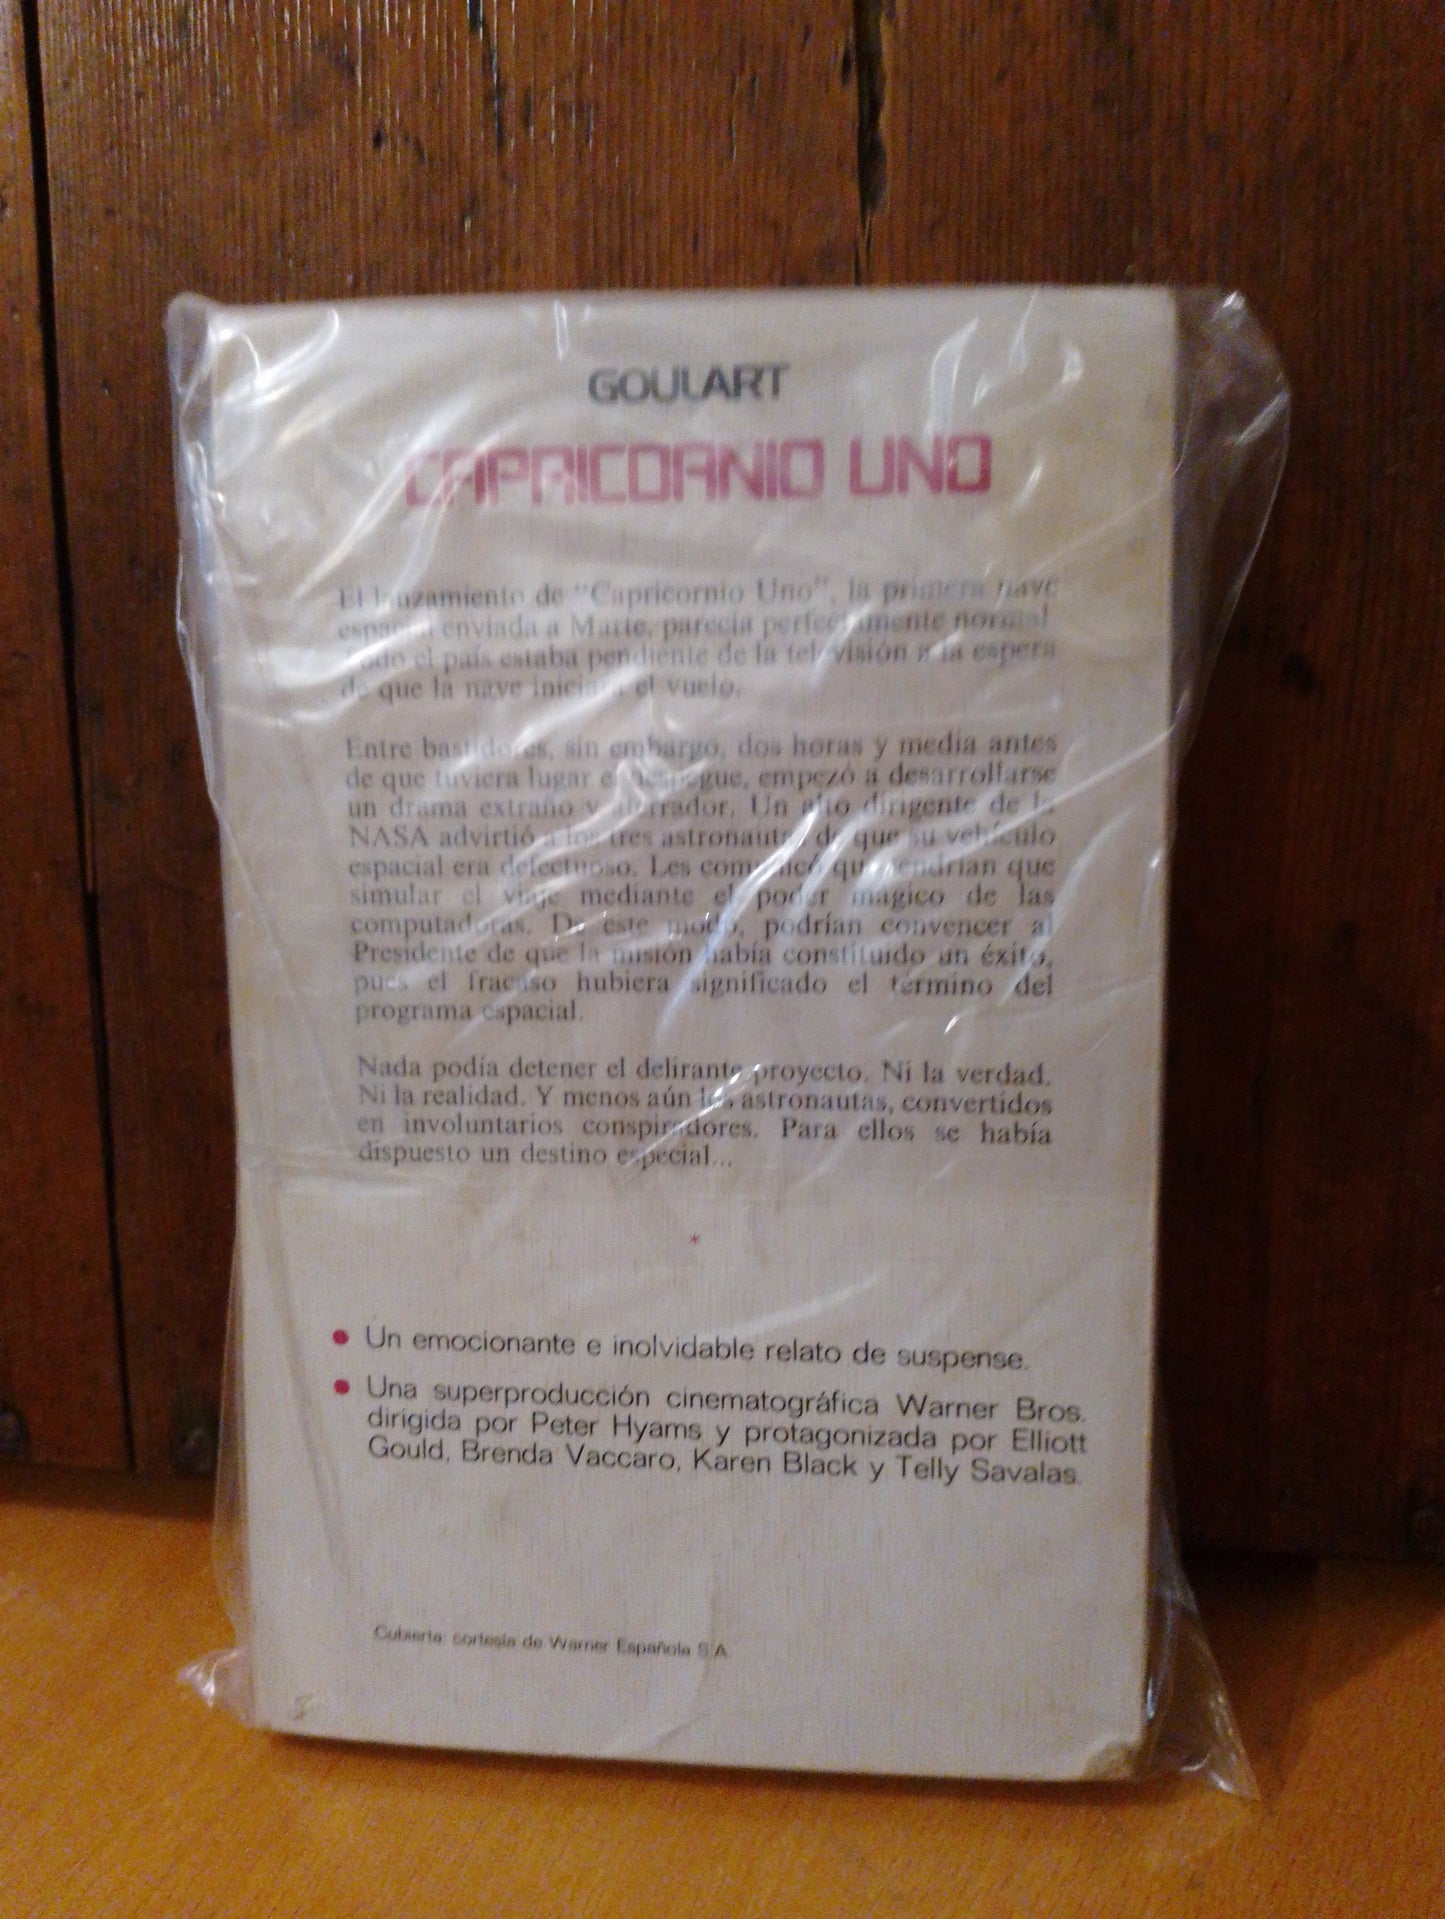 GOULART
CAPRICORNIO UNO
El lanzamiento de "Capricornio Uno", la primera nave
espacial enviada a Marte, parecía perfectamente normal.
Todo el país estaba pendiente de la televisión a la espera
de que la nave iniciara el vuelo.
Entre bastidores, sin embargo, dos horas y media antes
de que tuviera lugar el despegue, empezó a desarrollarse
un drama extraño y aterrador. Un alto dirigente de la
NASA advirtió a los tres astronautas de que su vehículo
espacial era defectuoso. Les comunicó que tendrían que
simular el viaje mediante el poder mágico de las
computadoras. De este modo, podrían convencer al
Presidente de que la misión había constituido un éxito,
pues el fracaso hubiera significado el término del
programa espacial.
Nada podía detener el delirante proyecto. Ni la verdad.
Ni la realidad. Y menos aún los astronautas, convertidos
en involuntarios conspiradores. Para ellos se había
dispuesto un destino especial...
*
● Un emocionante e inolvidable relato de suspense.
● Una superproducción cinematográfica Warner Bros.
dirigida por Peter Hyams y protagonizada por Elliott
Gould, Brenda Vaccaro, Karen Black y Telly Savalas.
Cubierta: cortesía de Warner Española S.A.